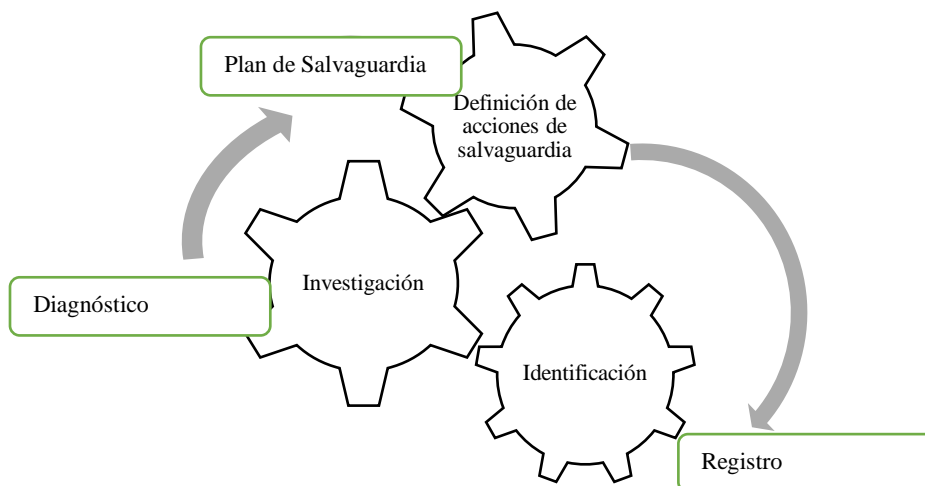 Plan de Salvaguardia
Definición de
acciones de
salvaguardia
Investigación
Diagnóstico
Identificación
Registro